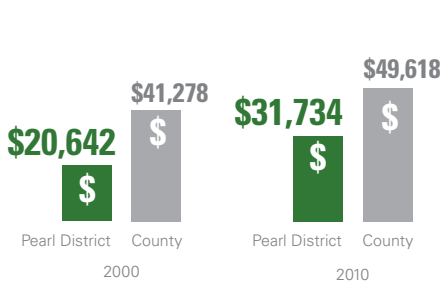 $20,642
$41,278
$
$
Pearl District
County
2000
$31,734
$49,618
$
$
Pearl District
County
2010